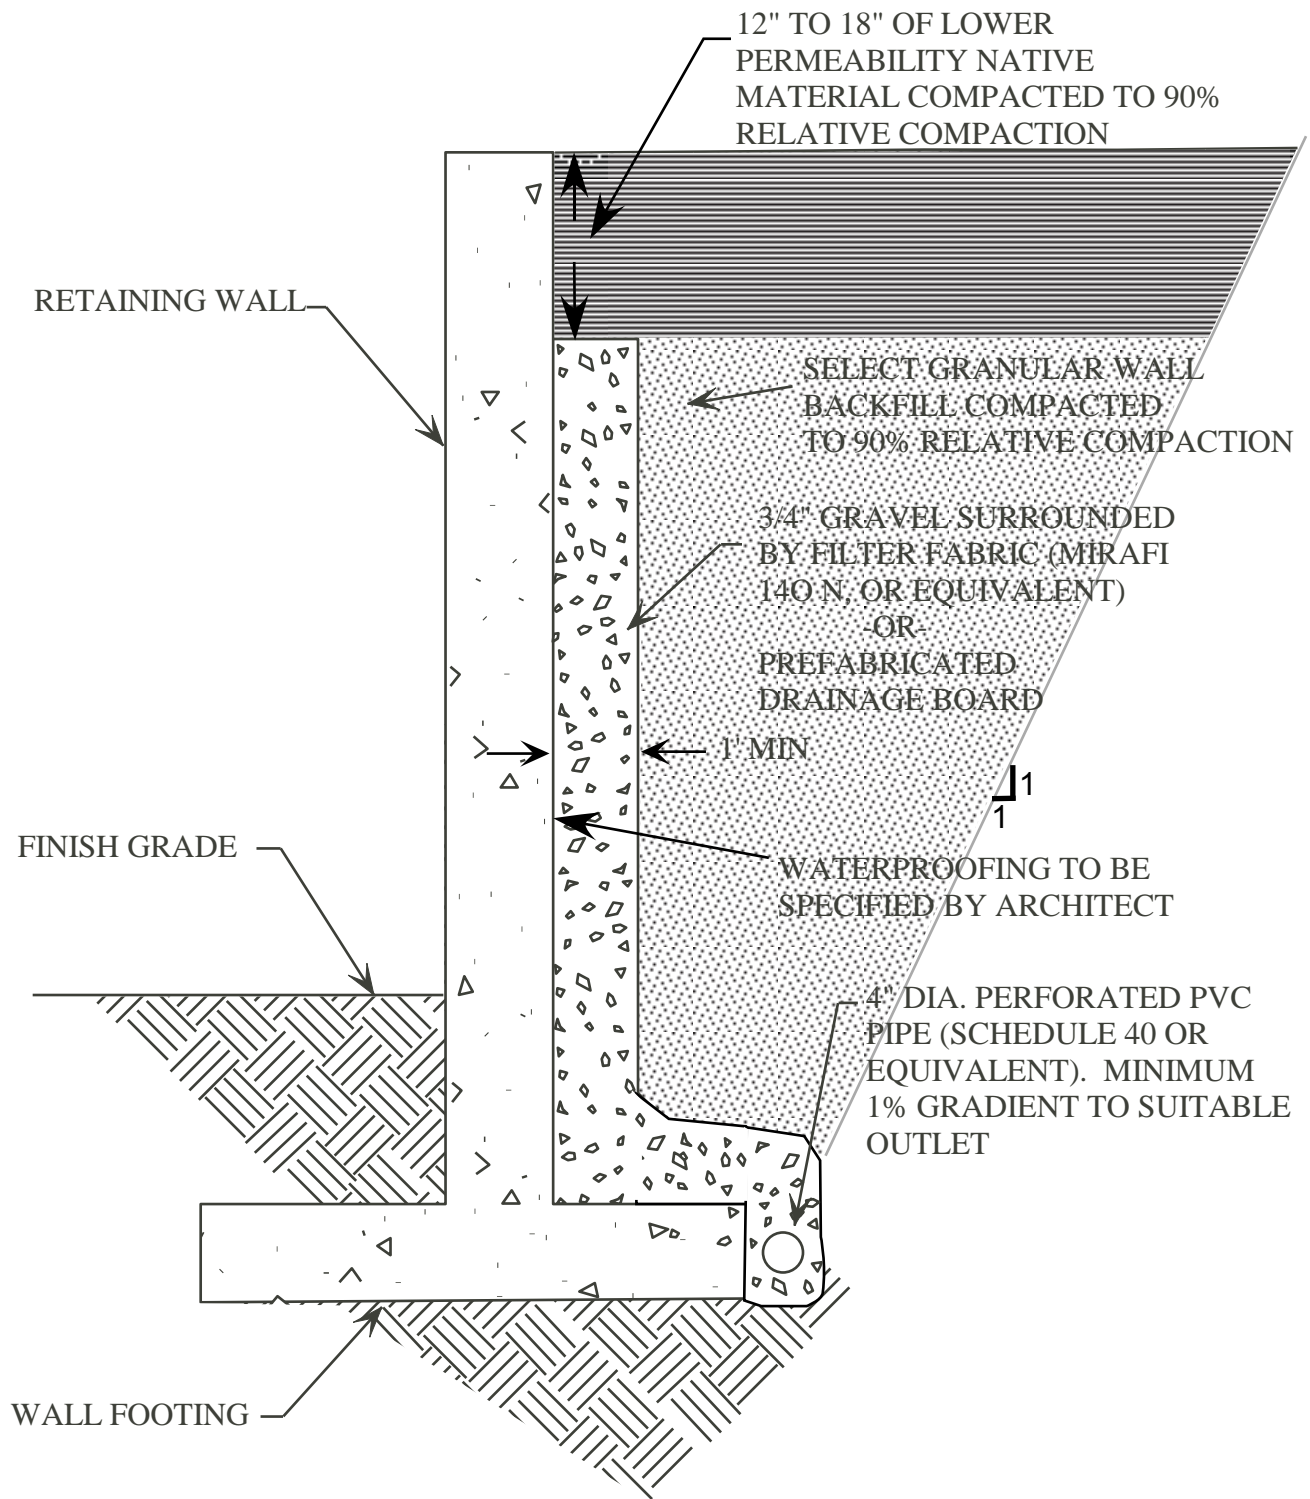 12" TO 18" OF LOWER
PERMEABILITY NATIVE
MATERIAL COMPACTED TO 90%
RELATIVE COMPACTION
RETAINING WALL
SELECT GRANULAR WALL
BACKFILL COMPACTED
TO 90% RELATIVE COMPACTION
3/4" GRAVEL SURROUNDED
BY FILTER FABRIC (MIRAFI
14O N, OR EQUIVALENT)
-OR-
PREFABRICATED
DRAINAGE BOARD
1' MIN
1
1
FINISH GRADE
WATERPROOFING TO BE
SPECIFIED BY ARCHITECT
4" DIA. PERFORATED PVC
PIPE (SCHEDULE 40 OR
EQUIVALENT).  MINIMUM
1% GRADIENT TO SUITABLE
OUTLET
WALL FOOTING